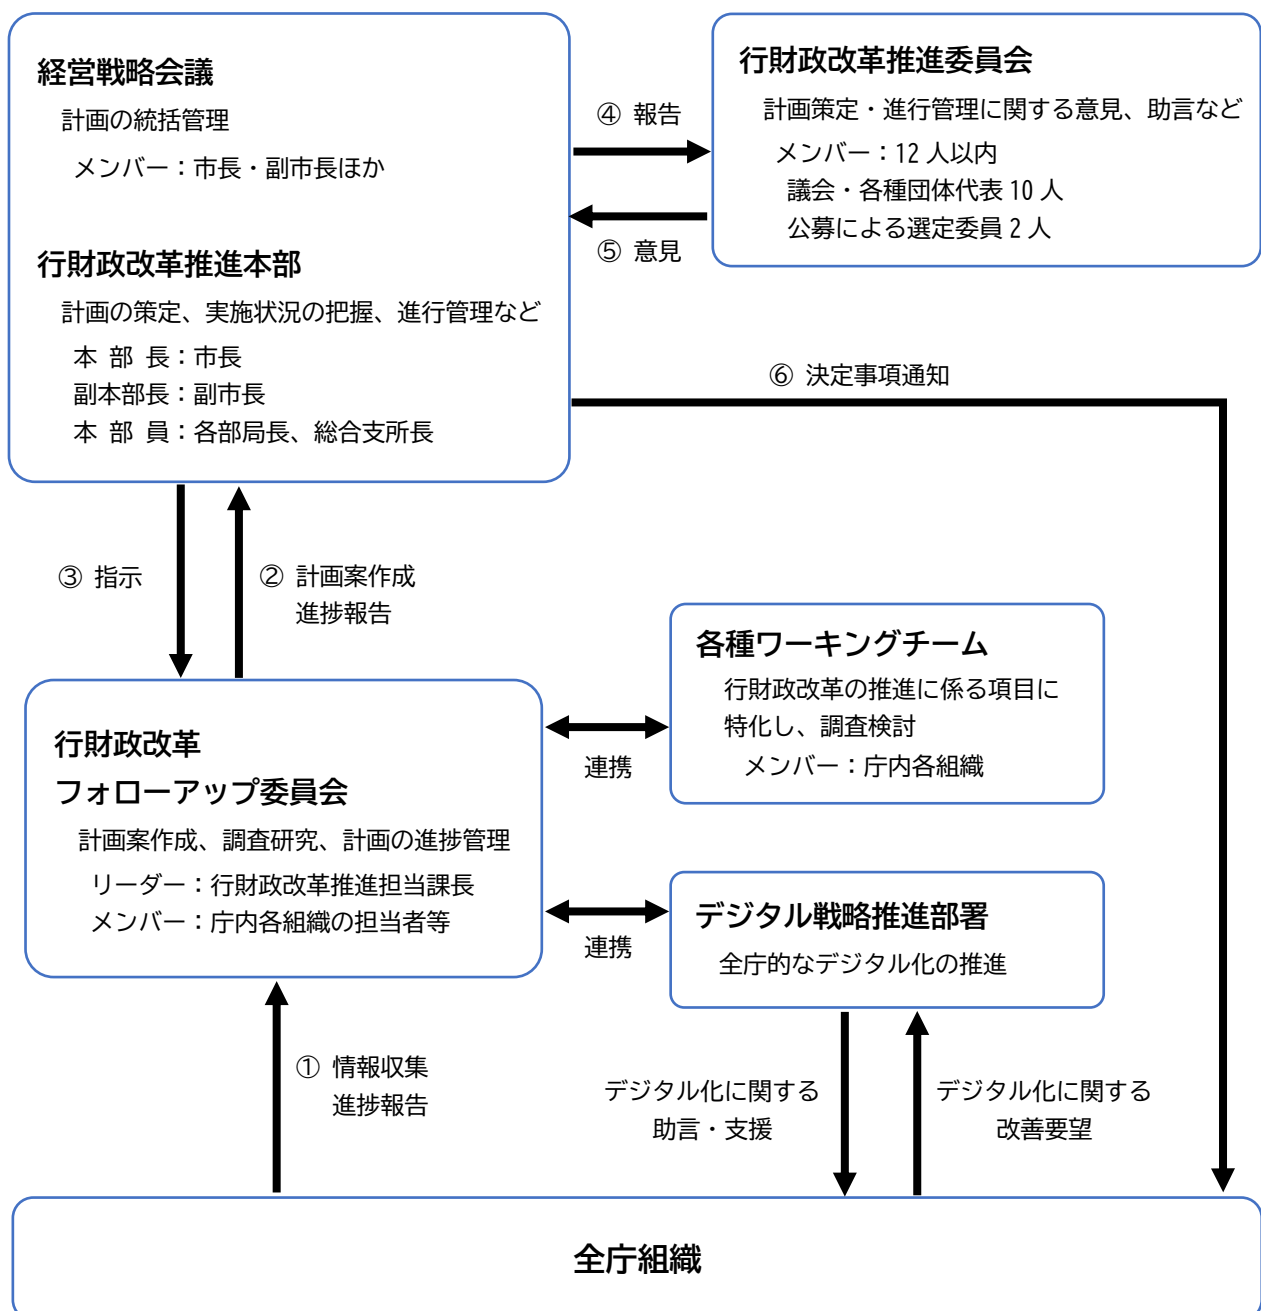 経営戦略会議
計画の統括管理
メンバー：市長・副市長ほか
行財政改革推進本部
計画の策定、実施状況の把握、進行管理など
本 部 長：市長
副本部長：副市長
本 部 員：各部局長、総合支所長
④ 報告
⑤ 意見
行財政改革推進委員会
計画策定・進行管理に関する意見、助言など
メンバー：12 人以内
議会・各種団体代表 10 人
公募による選定委員 2 人
⑥ 決定事項通知
③ 指示
② 計画案作成
進捗報告
行財政改革
フォローアップ委員会
計画案作成、調査研究、計画の進捗管理
リーダー：行財政改革推進担当課長
メンバー：庁内各組織の担当者等
連携
連携
各種ワーキングチーム
行財政改革の推進に係る項目に
特化し、調査検討
メンバー：庁内各組織
デジタル戦略推進部署
全庁的なデジタル化の推進
① 情報収集
進捗報告
デジタル化に関する
助言・支援
デジタル化に関する
改善要望
全庁組織